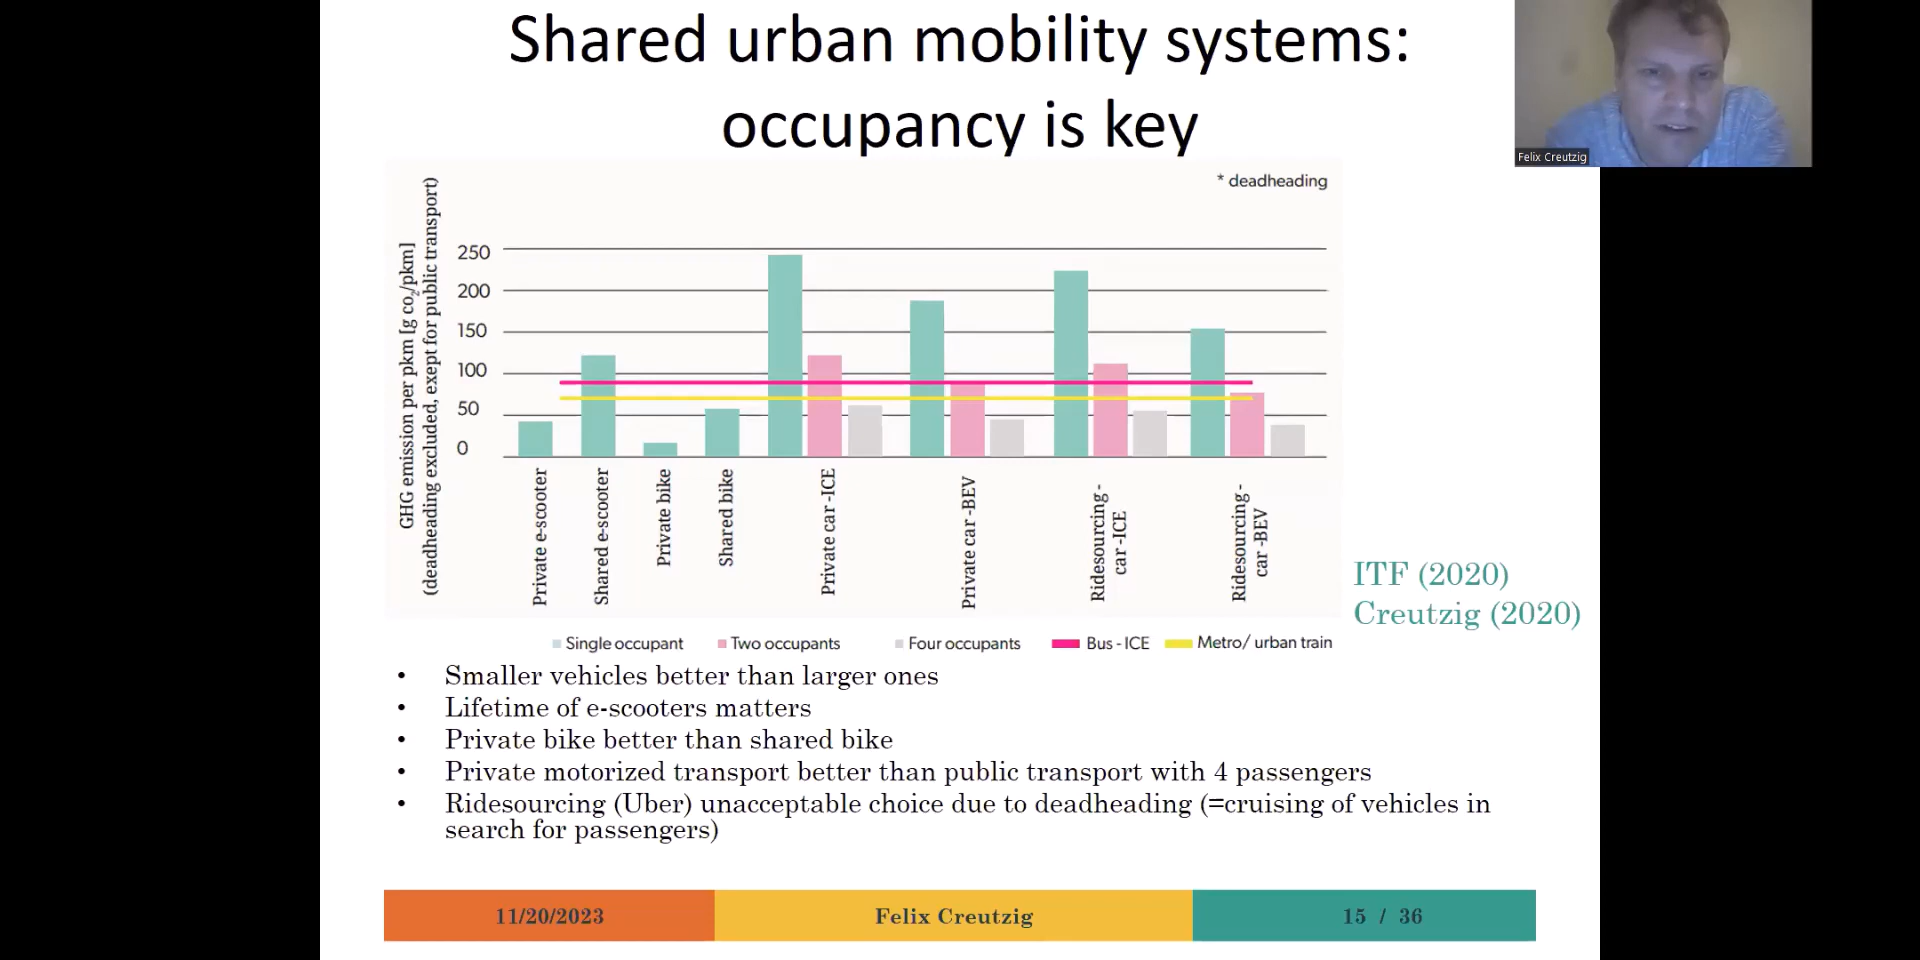 Shared urban mobility systems:
occupancy is key
Felix Creutzig
* deadheading
GHG emission per pkm [g co₂/pkm]
(deadheading excluded, exept for public transport)
250
200
150
100
50
0
Private e-scooter
Shared e-scooter
Private bike
Shared bike
Private car -ICE
Private car -BEV
Ridesourcing -
car -ICE
Ridesourcing -
car -BEV
ITF (2020)
Creutzig (2020)
Single occupant
Two occupants
Four occupants
Bus - ICE
Metro/ urban train
• Smaller vehicles better than larger ones
• Lifetime of e-scooters matters
• Private bike better than shared bike
• Private motorized transport better than public transport with 4 passengers
• Ridesourcing (Uber) unacceptable choice due to deadheading (=cruising of vehicles in
search for passengers)
11/20/2023
Felix Creutzig
15 / 36